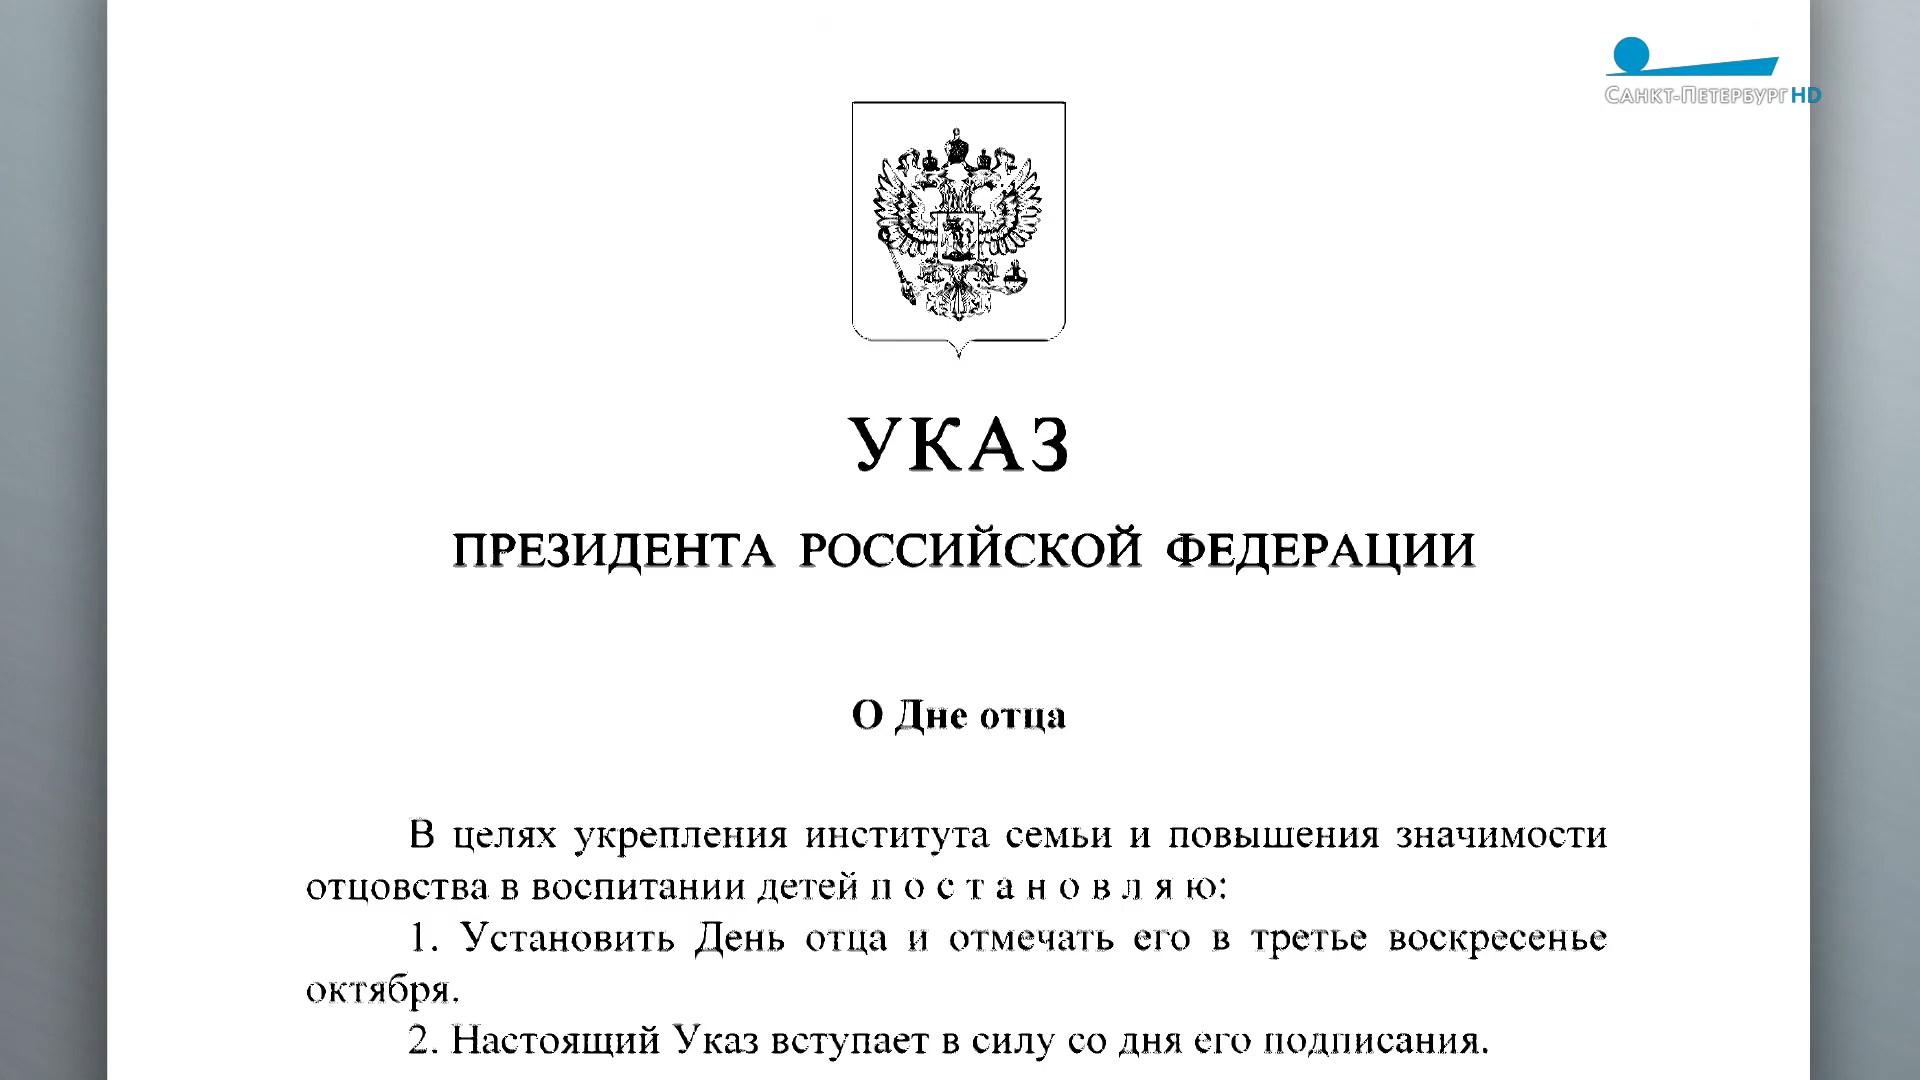 САНКТ-ПЕТЕРБУРГ HD
УКАЗ
ПРЕЗИДЕНТА РОССИЙСКОЙ ФЕДЕРАЦИИ
О Дне отца
В целях укрепления института семьи и повышения значимости
отцовства в воспитании детей п о с т а н о в л я ю:
1. Установить День отца и отмечать его в третье воскресенье
октября.
2. Настоящий Указ вступает в силу со дня его подписания.